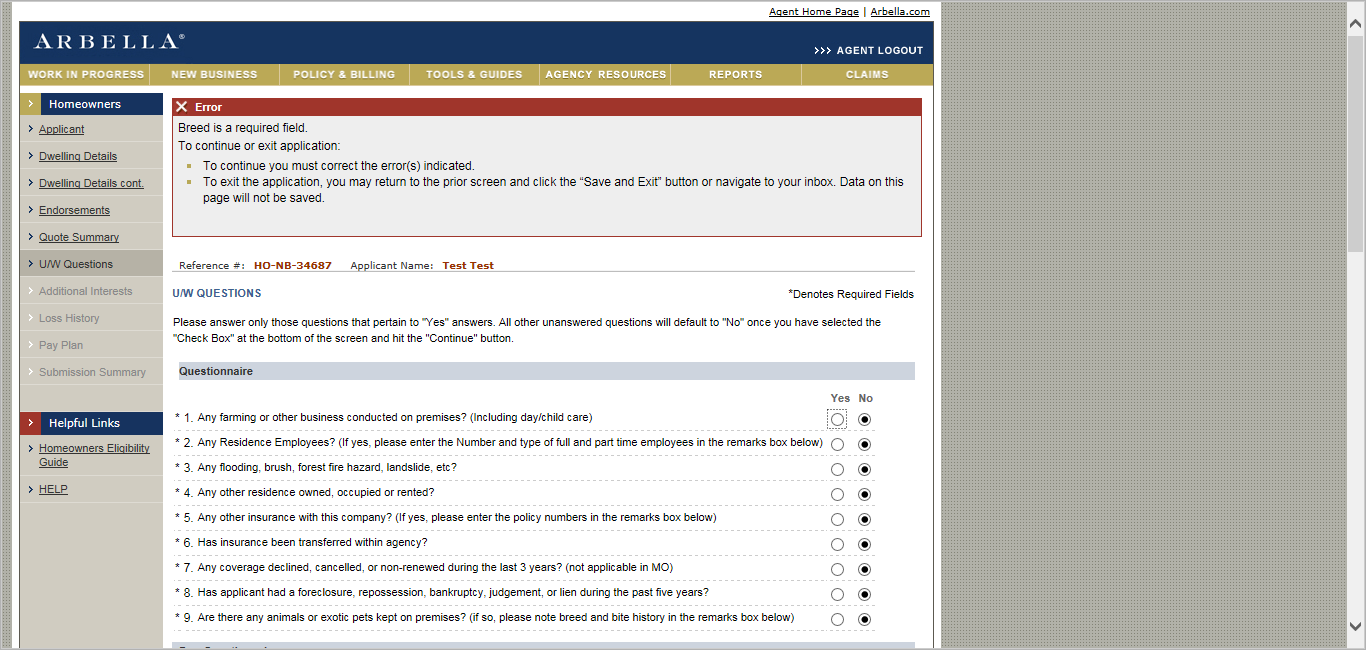 Agent Home Page | Arbella.com
ARBELLA®
>>> AGENT LOGOUT
WORK IN PROGRESS NEW BUSINESS POLICY & BILLING TOOLS & GUIDES AGENCY RESOURCES REPORTS CLAIMS
Homeowners
Applicant
Dwelling Details
Dwelling Details cont.
Endorsements
Quote Summary
U/W Questions
Additional Interests
Loss History
Pay Plan
Submission Summary
Helpful Links
Homeowners Eligibility
Guide
HELP
Error
Breed is a required field.
To continue or exit application:
To continue you must correct the error(s) indicated.
To exit the application, you may return to the prior screen and click the “Save and Exit” button or navigate to your inbox. Data on this
page will not be saved.
Reference #: HO-NB-34687 Applicant Name: Test Test
U/W QUESTIONS
*Denotes Required Fields
Please answer only those questions that pertain to "Yes" answers. All other unanswered questions will default to "No" once you have selected the
"Check Box" at the bottom of the screen and hit the "Continue" button.
Questionnaire
Yes No
* 1. Any farming or other business conducted on premises? (Including day/child care)
* 2. Any Residence Employees? (If yes, please enter the Number and type of full and part time employees in the remarks box below)
* 3. Any flooding, brush, forest fire hazard, landslide, etc?
* 4. Any other residence owned, occupied or rented?
* 5. Any other insurance with this company? (If yes, please enter the policy numbers in the remarks box below)
* 6. Has insurance been transferred within agency?
* 7. Any coverage declined, cancelled, or non-renewed during the last 3 years? (not applicable in MO)
* 8. Has applicant had a foreclosure, repossession, bankruptcy, judgement, or lien during the past five years?
* 9. Are there any animals or exotic pets kept on premises? (if so, please note breed and bite history in the remarks box below)